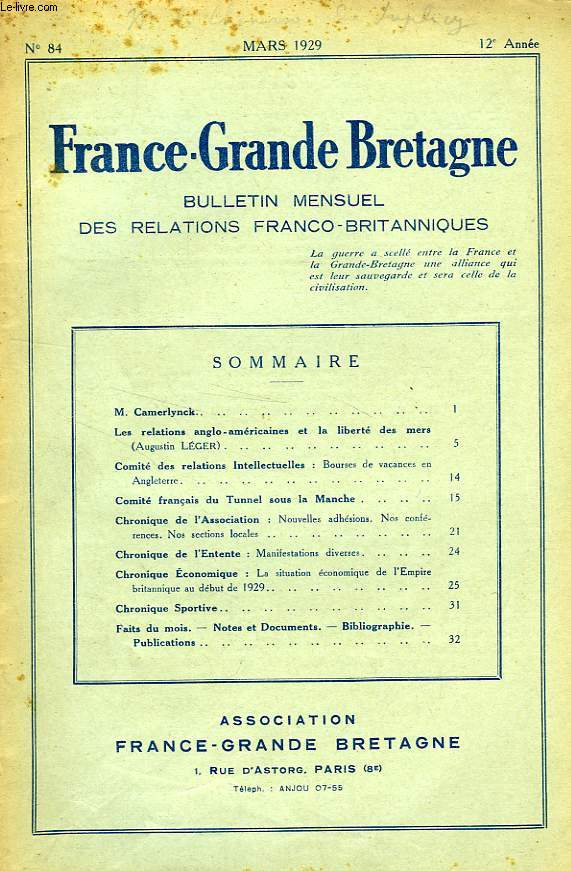 Le-livre.com
N° 84 MARS 1929 12e Année
France-Grande Bretagne
BULLETIN MENSUEL
DES RELATIONS FRANCO-BRITANNIQUES
La guerre a scellé entre la France et
la Grande-Bretagne une alliance qui
est leur sauvegarde et sera celle de la
civilisation.
SOMMAIRE
M. Camerlynck.. .. .. .. .. .. .. .. .. .. .. 1
Les relations anglo-américaines et la liberté des mers
(Augustin LÉGER) . .. .. .. .. .. .. .. .. .. 5
Comité des relations Intellectuelles : Bourses de vacances en
Angleterre. .. .. .. .. .. .. .. .. .. .. .. 14
Comité français du Tunnel sous la Manche . .. .. .. 15
Chronique de l'Association : Nouvelles adhésions. Nos confé-
rences. Nos sections locales .. .. .. .. .. .. .. .. 21
Chronique de l'Entente : Manifestations diverses. .. .. .. 24
Chronique Économique : La situation économique de l'Empire
britannique au début de 1929.. .. .. .. .. .. .. .. 25
Chronique Sportive.. .. .. .. .. .. .. .. .. .. 31
Faits du mois. — Notes et Documents. — Bibliographie. —
Publications .. .. .. .. .. .. .. .. .. .. .. 32
ASSOCIATION
FRANCE-GRANDE BRETAGNE
1, RUE D'ASTORG, PARIS (8E)
Téleph. : ANJOU 07-55